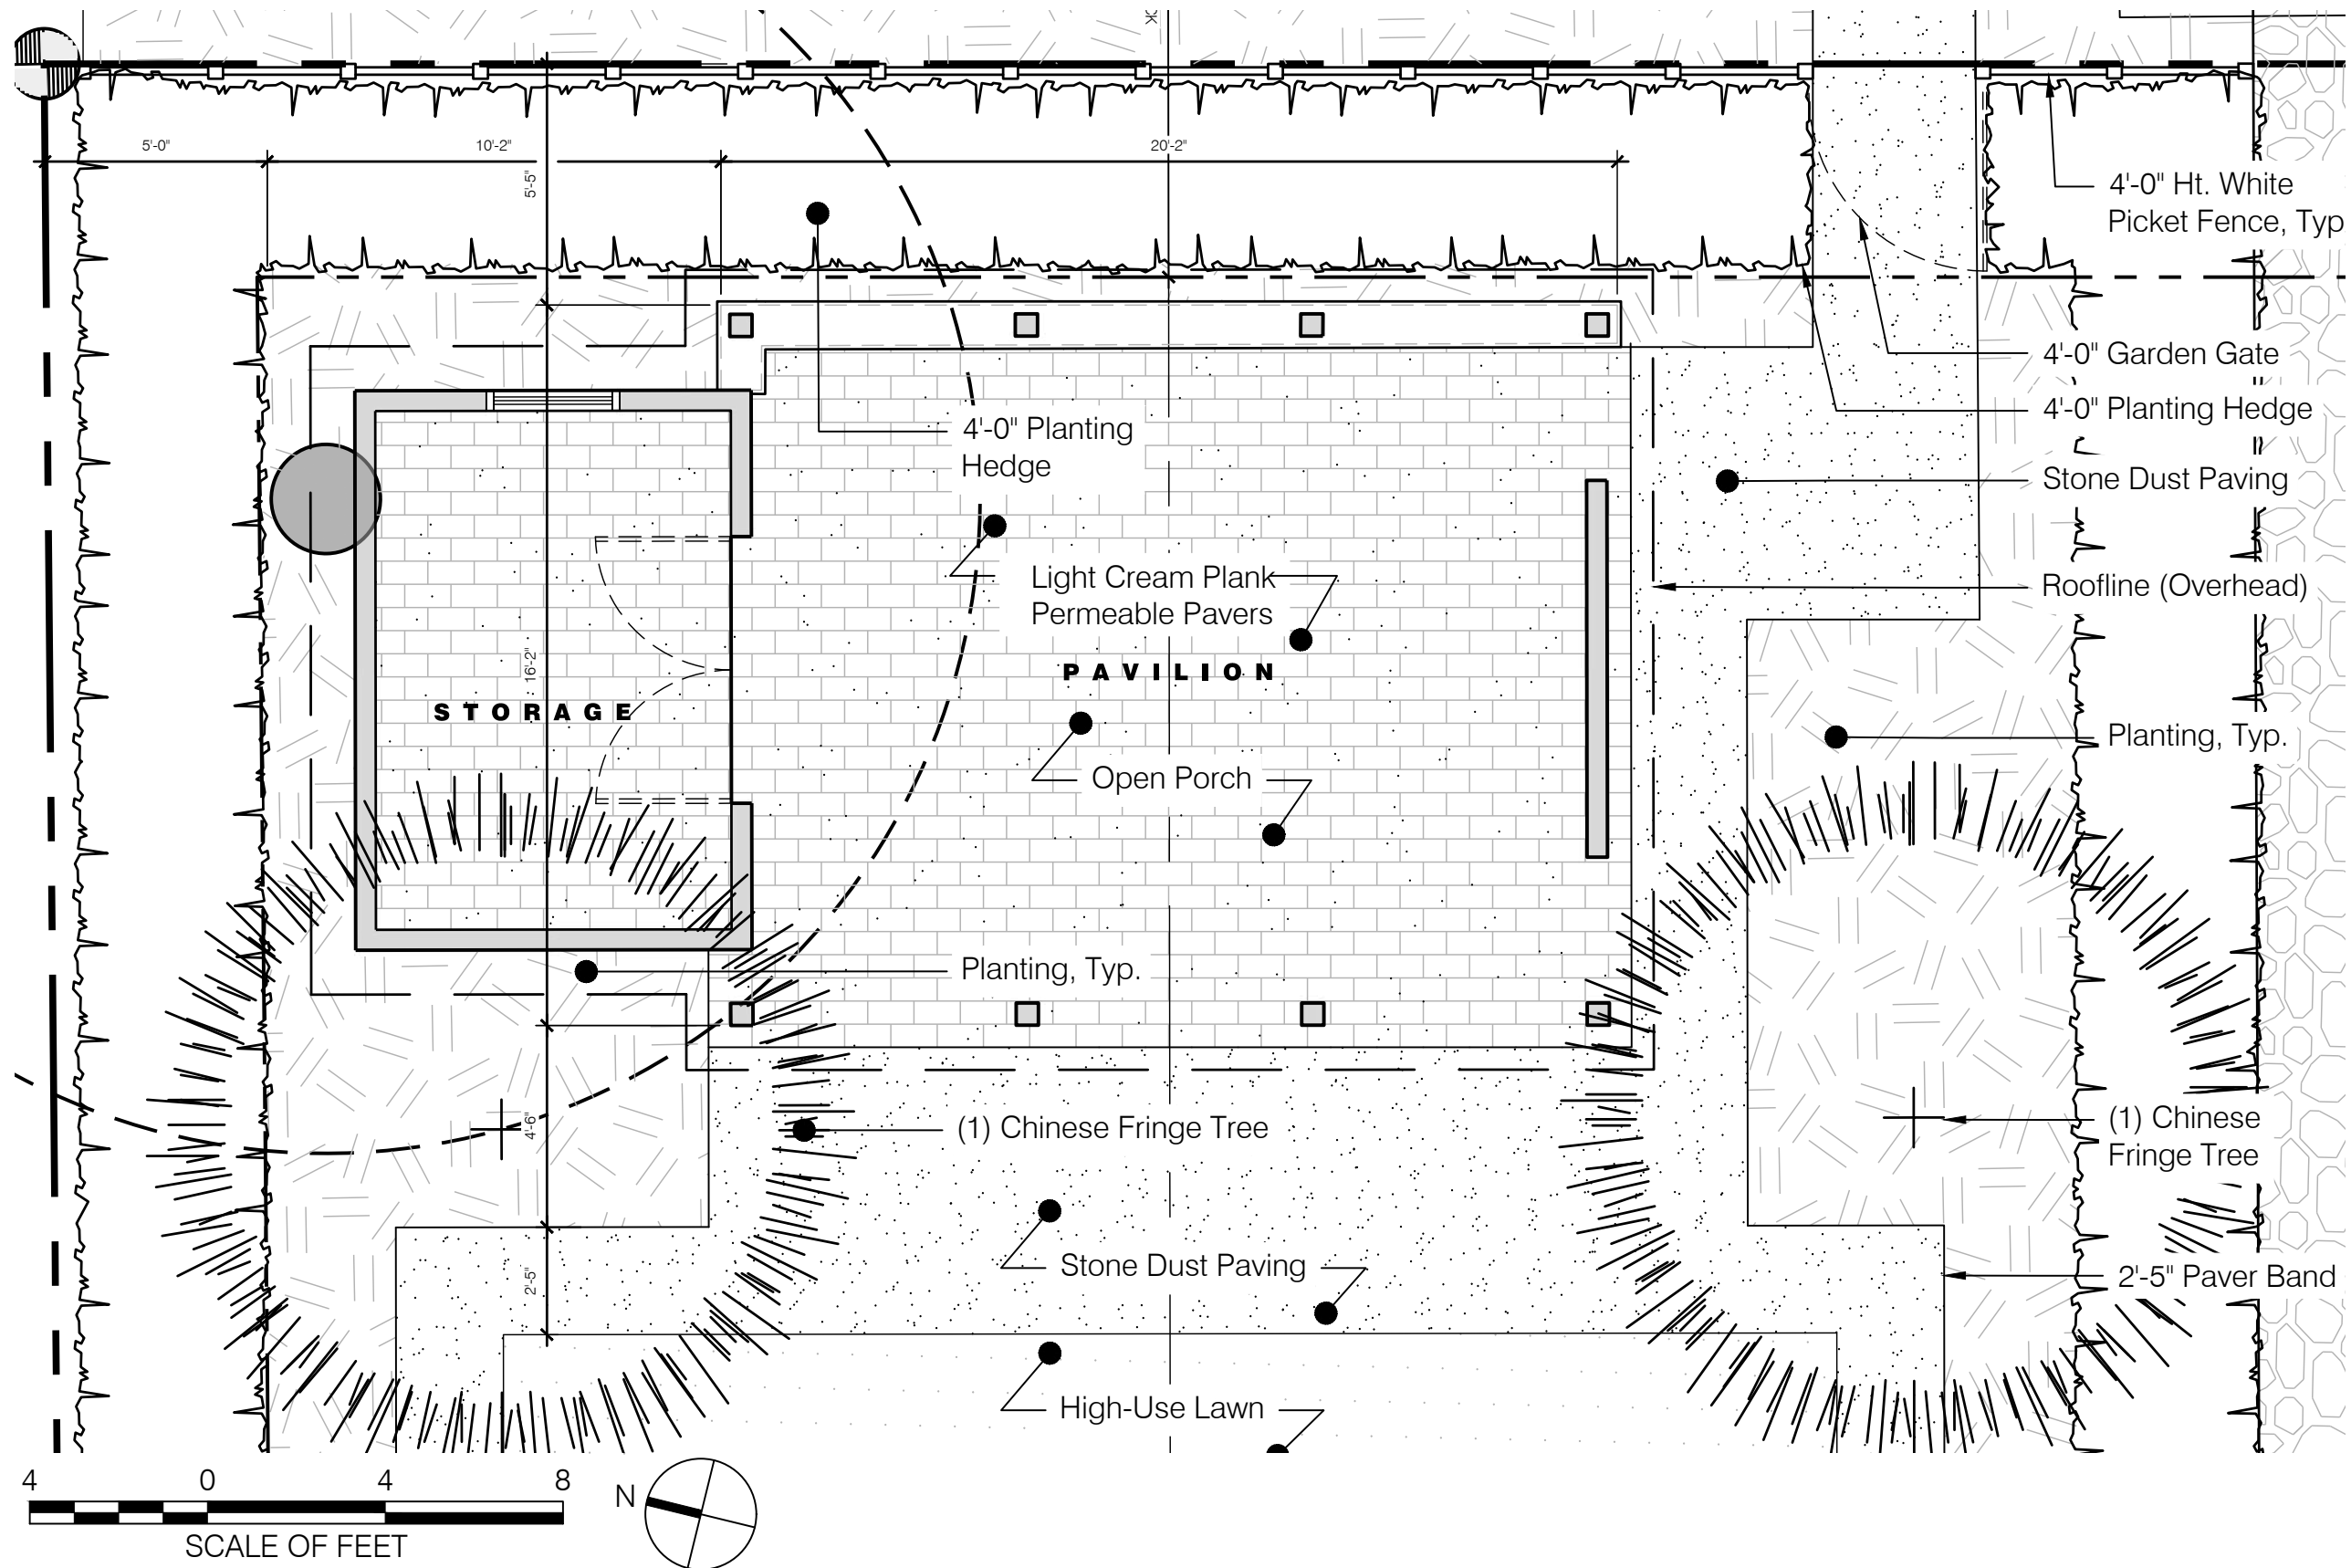 5'-0"
10'-2"
20'-2"
5'-5"
4'-0" Ht. White
Picket Fence, Typ
4'-0" Garden Gate
4'-0" Planting Hedge
4'-0" Planting
Hedge
Stone Dust Paving
Light Cream Plank
Permeable Pavers
Roofline (Overhead)
16'-2"
PAVILION
STORAGE
Planting, Typ.
Open Porch
Planting, Typ.
4'-6"
(1) Chinese Fringe Tree
(1) Chinese
Fringe Tree
Stone Dust Paving
2'-5"
2'-5" Paver Band
High-Use Lawn
4 0 4 8
N
SCALE OF FEET